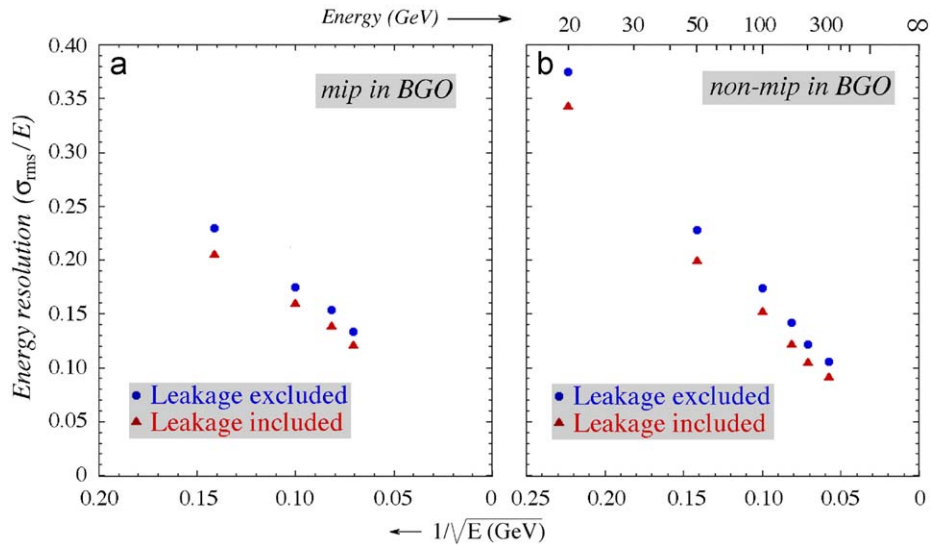 Energy (GeV) 20 30 50 100 300 ∞
a mip in BGO
b non-mip in BGO
Energy resolution (σrms/E)
0.40
0.35
0.30
0.25
0.20
0.15
0.10
0.05
0
Leakage excluded
Leakage included
Leakage excluded
Leakage included
0.20 0.15 0.10 0.05 0
0.25 0.20 0.15 0.10 0.05 0
1/√E (GeV)